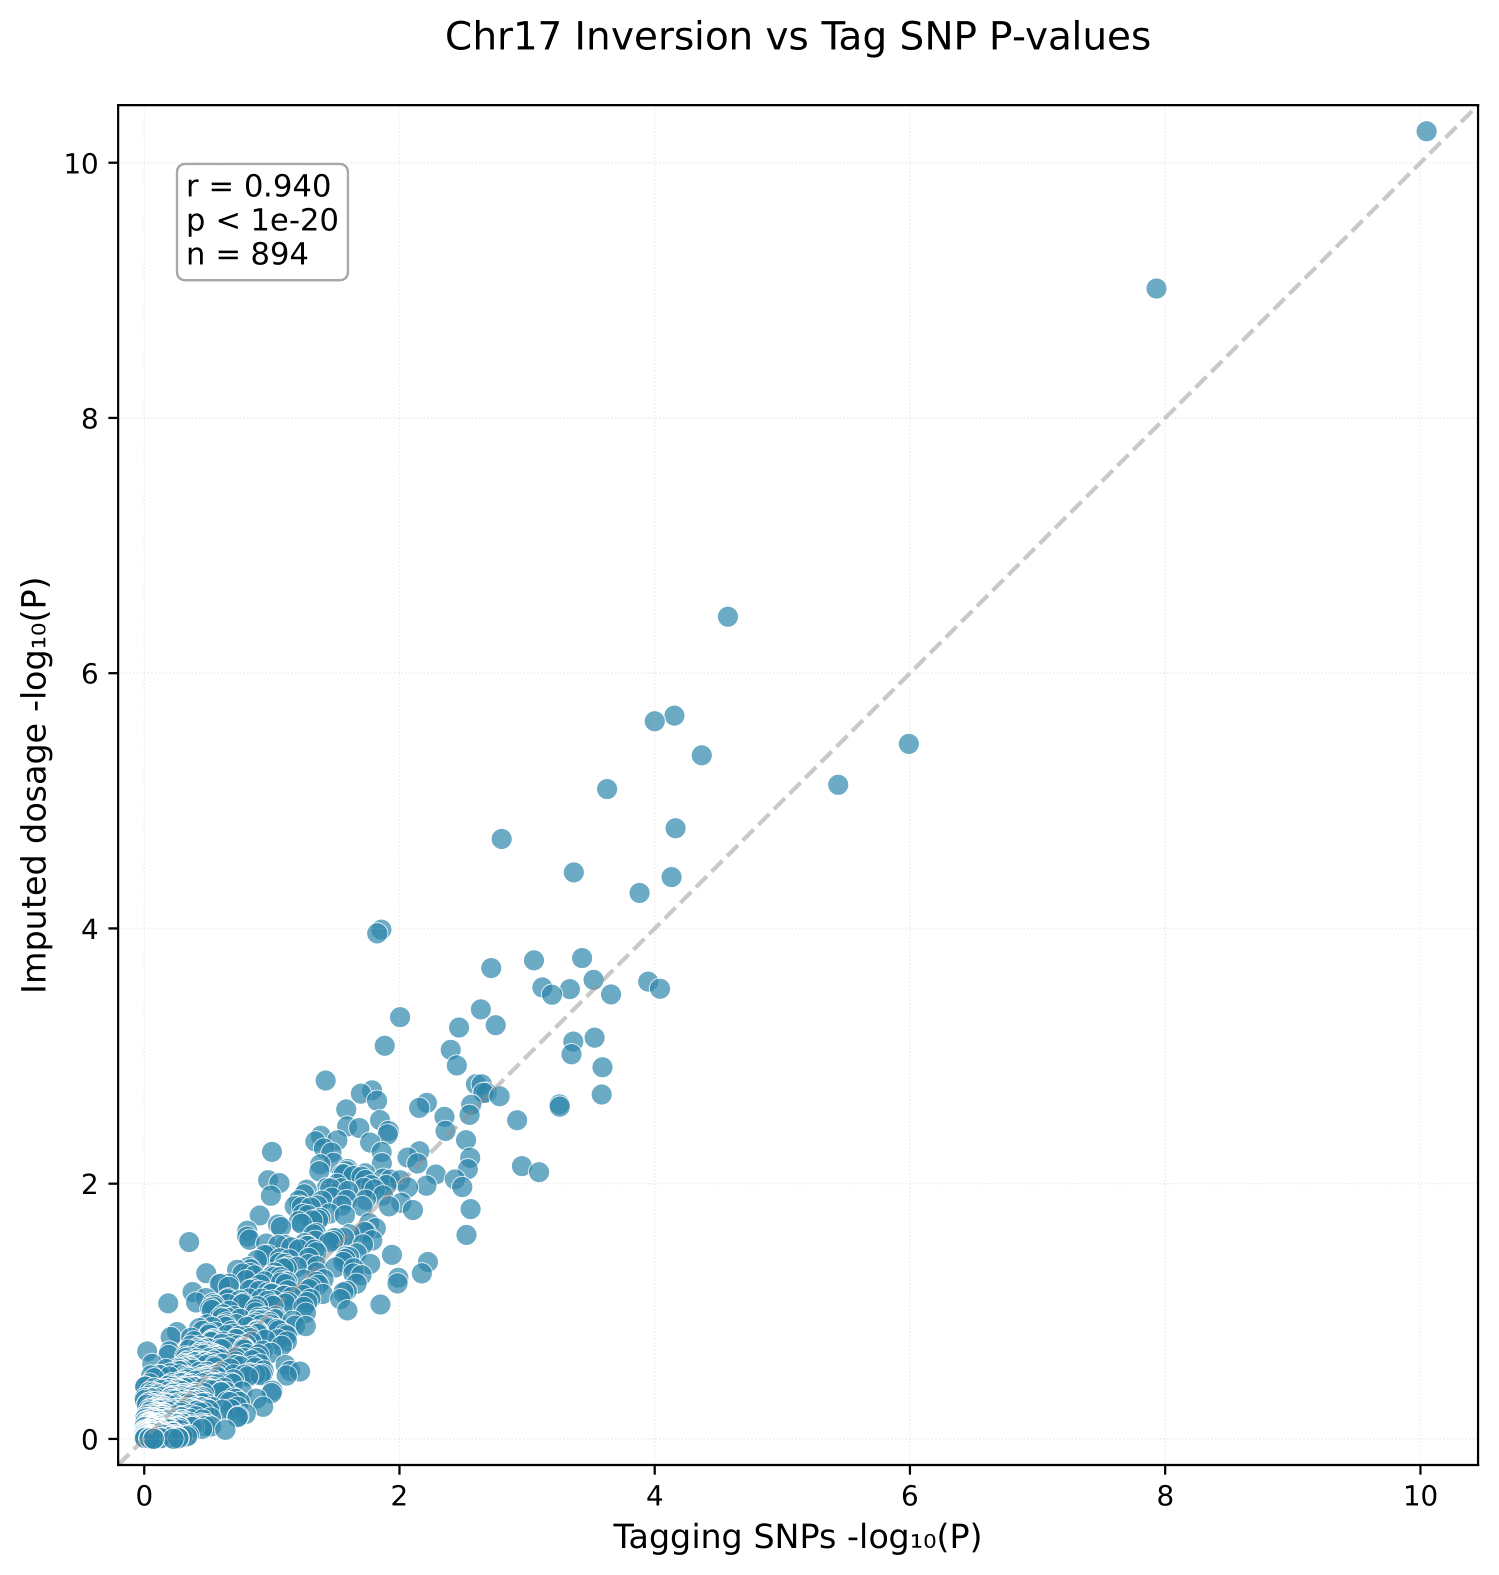 Chr17 Inversion vs Tag SNP P-values
r = 0.940
p < 1e-20
n = 894
Imputed dosage -log₁₀(P)
10
8
6
4
2
0
0 2 4 6 8 10
Tagging SNPs -log₁₀(P)